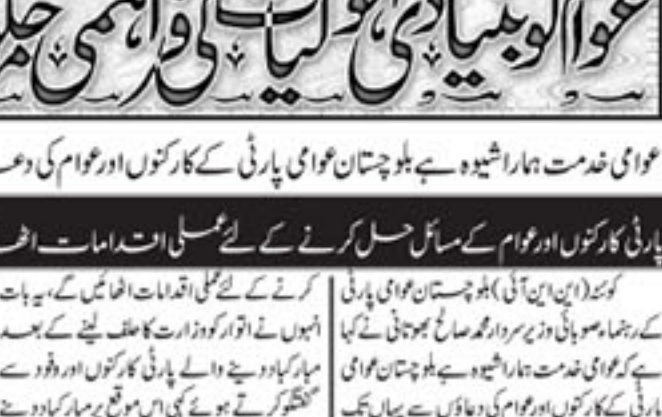 عوام کو بنیادی سہولیات کی فراہمی
عوامی خدمت ہمارا شیوہ ہے بلوچستان عوامی پارٹی کے کارکنوں اور عوام کی
پارٹی کارکنوں اور عوام کے مسائل حل کرنے کے لئے عملی اقدامات
کوئٹہ (این این آئی) بلوچستان عوامی پارٹی
کے رہنماء صوبائی وزیر سردار محمد صالح بھوتانی نے کہا
ہے کہ عوامی خدمت ہمارا شیوہ ہے بلوچستان عوامی
پارٹی کے کارکنوں اور عوام کی دعاؤں سے یہاں تک
کرنے کے لئے عملی اقدامات اٹھائیں گے، یہ بات
انہوں نے اتوار کو وزارت کا حلف لینے کے بعد
مبارکباد دینے والے پارٹی کارکنوں اور وفود سے
گفتگو کرتے ہوئے کہی اس موقع پر مبارکباد دینے